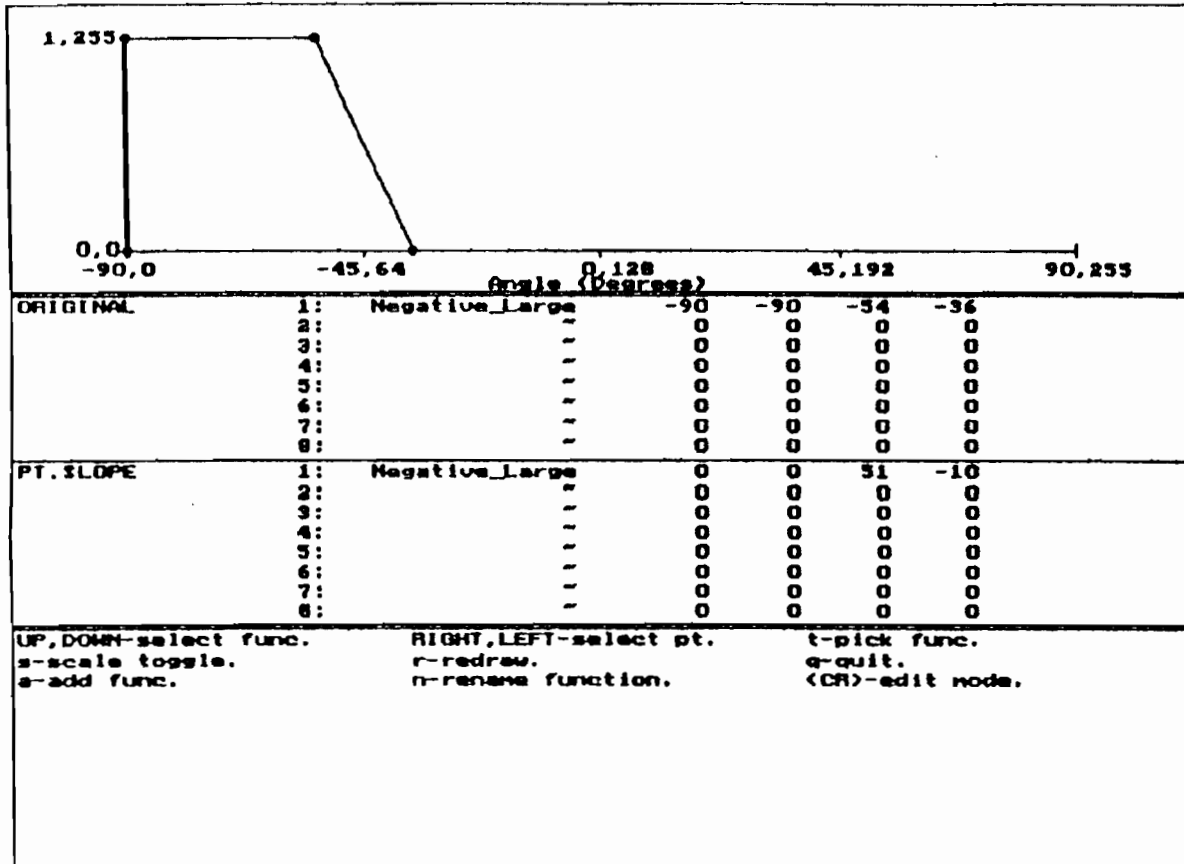 1,255
0,0
-90,0 -45,64 0,128 45,192 90,255
Angle (Degrees)
ORIGINAL 1: Negative_Large -90 -90 -54 -36
2: ~ 0 0 0 0
3: ~ 0 0 0 0
4: ~ 0 0 0 0
5: ~ 0 0 0 0
6: ~ 0 0 0 0
7: ~ 0 0 0 0
8: ~ 0 0 0 0
PT.SLOPE 1: Negative_Large 0 0 51 -10
2: ~ 0 0 0 0
3: ~ 0 0 0 0
4: ~ 0 0 0 0
5: ~ 0 0 0 0
6: ~ 0 0 0 0
7: ~ 0 0 0 0
8: ~ 0 0 0 0
UP,DOWN-select func. RIGHT,LEFT-select pt. t-pick func.
s-scale toggle. r-redraw. q-quit.
a-add func. n-rename function. <CR>-edit mode.